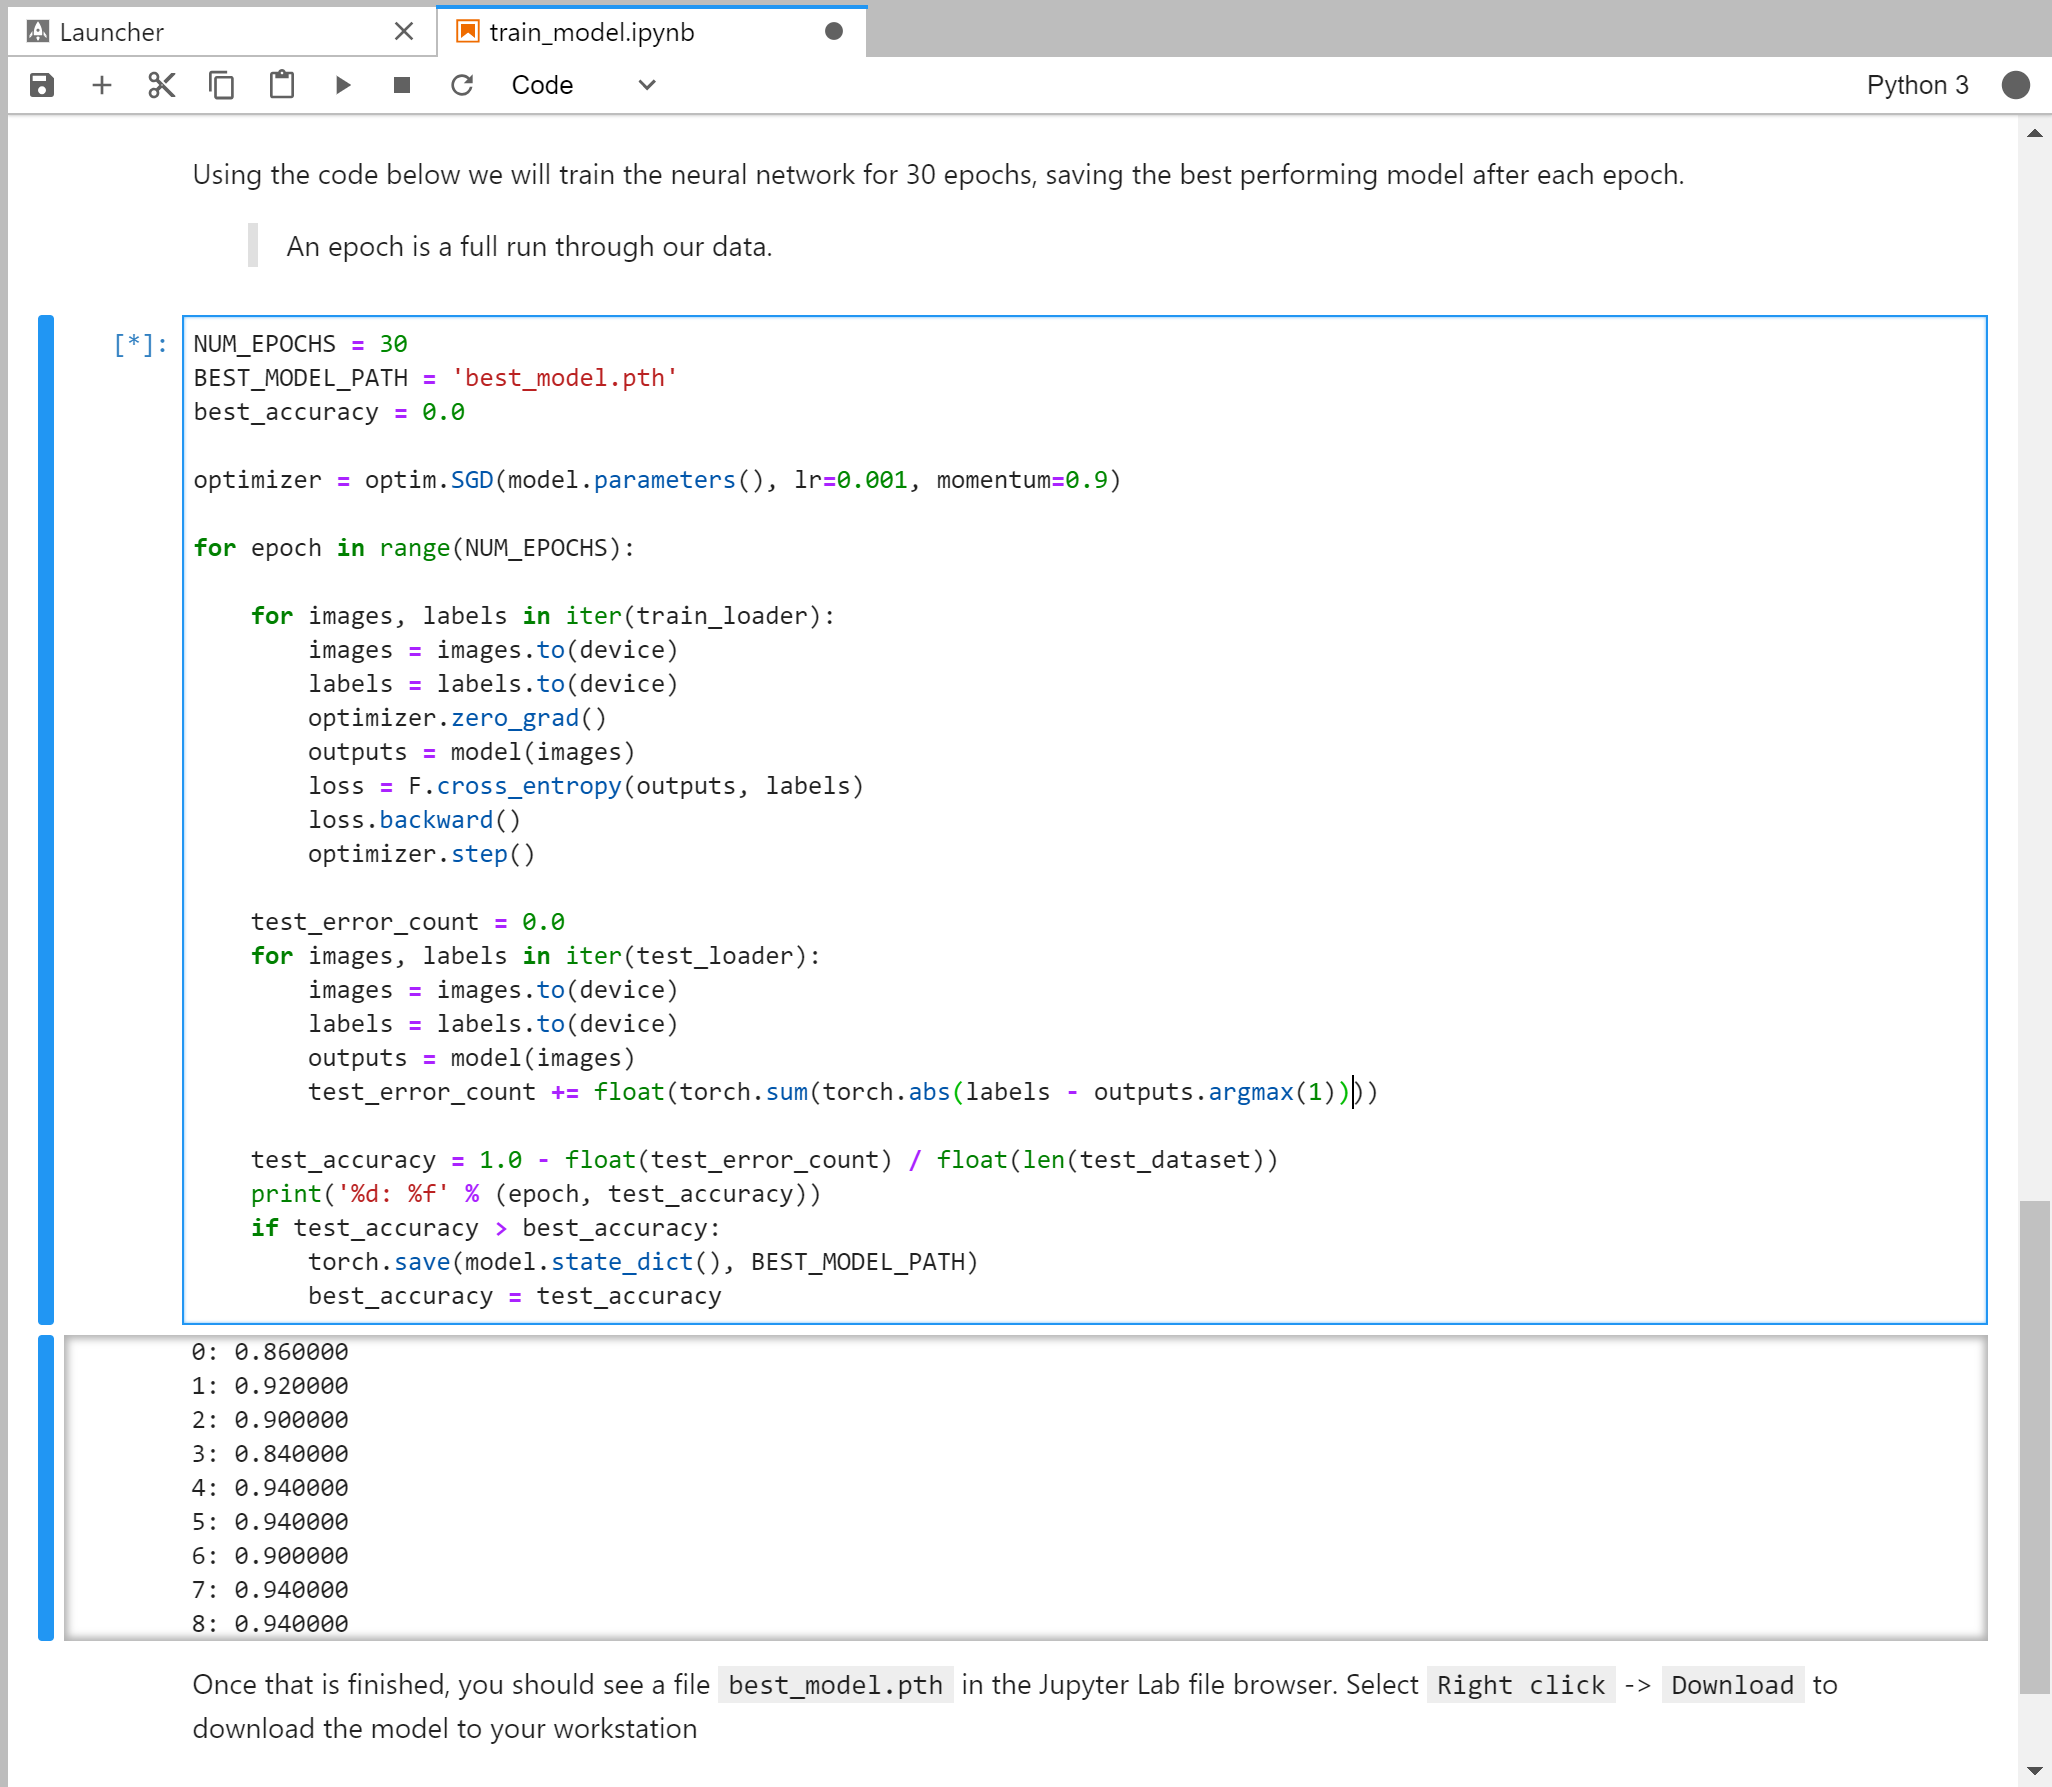 Launcher
train_model.ipynb
Code
Python 3
Using the code below we will train the neural network for 30 epochs, saving the best performing model after each epoch.
An epoch is a full run through our data.
[*]:
NUM_EPOCHS = 30
BEST_MODEL_PATH = 'best_model.pth'
best_accuracy = 0.0
optimizer = optim.SGD(model.parameters(), lr=0.001, momentum=0.9)
for epoch in range(NUM_EPOCHS):
    for images, labels in iter(train_loader):
        images = images.to(device)
        labels = labels.to(device)
        optimizer.zero_grad()
        outputs = model(images)
        loss = F.cross_entropy(outputs, labels)
        loss.backward()
        optimizer.step()
    test_error_count = 0.0
    for images, labels in iter(test_loader):
        images = images.to(device)
        labels = labels.to(device)
        outputs = model(images)
        test_error_count += float(torch.sum(torch.abs(labels - outputs.argmax(1))))
    test_accuracy = 1.0 - float(test_error_count) / float(len(test_dataset))
    print('%d: %f' % (epoch, test_accuracy))
    if test_accuracy > best_accuracy:
        torch.save(model.state_dict(), BEST_MODEL_PATH)
        best_accuracy = test_accuracy
0: 0.860000
1: 0.920000
2: 0.900000
3: 0.840000
4: 0.940000
5: 0.940000
6: 0.900000
7: 0.940000
8: 0.940000
Once that is finished, you should see a file best_model.pth in the Jupyter Lab file browser. Select Right click -> Download to
download the model to your workstation